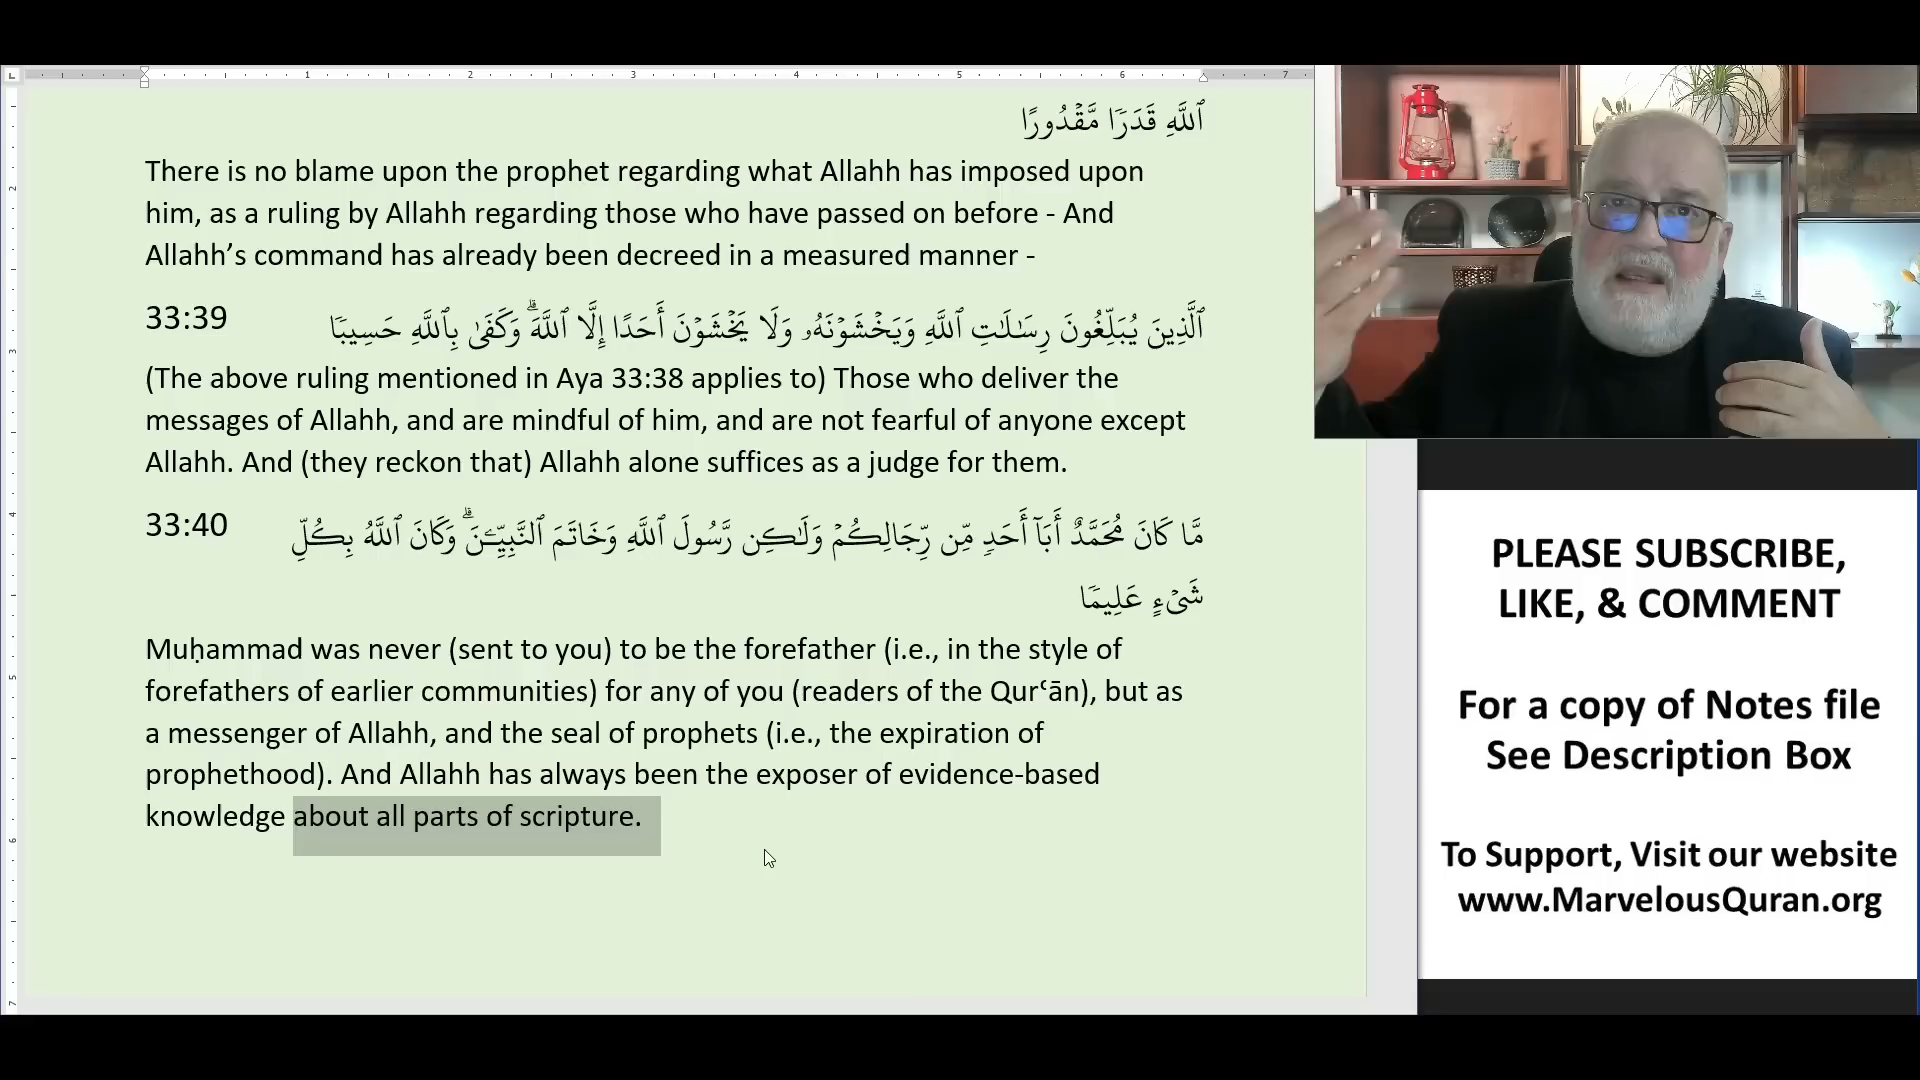 ٱللَّهِ قَدَرًا مَّقْدُورًا
There is no blame upon the prophet regarding what Allahh has imposed upon
him, as a ruling by Allahh regarding those who have passed on before - And
Allahh’s command has already been decreed in a measured manner -
33:39 ٱلَّذِينَ يُبَلِّغُونَ رِسَـٰلَـٰتِ ٱللَّهِ وَيَخْشَوْنَهُۥ وَلَا يَخْشَوْنَ أَحَدًا إِلَّا ٱللَّهَ ۗ وَكَفَىٰ بِٱللَّهِ حَسِيبًا
(The above ruling mentioned in Aya 33:38 applies to) Those who deliver the
messages of Allahh, and are mindful of him, and are not fearful of anyone except
Allahh. And (they reckon that) Allahh alone suffices as a judge for them.
33:40 مَّا كَانَ مُحَمَّدٌ أَبَآ أَحَدٍ مِّن رِّجَالِكُمْ وَلَـٰكِن رَّسُولَ ٱللَّهِ وَخَاتَمَ ٱلنَّبِيِّـۧنَ ۗ وَكَانَ ٱللَّهُ بِكُلِّ
شَىْءٍ عَلِيمًا
Muḥammad was never (sent to you) to be the forefather (i.e., in the style of
forefathers of earlier communities) for any of you (readers of the Qurʿān), but as
a messenger of Allahh, and the seal of prophets (i.e., the expiration of
prophethood). And Allahh has always been the exposer of evidence-based
knowledge about all parts of scripture.
PLEASE SUBSCRIBE,
LIKE, & COMMENT
For a copy of Notes file
See Description Box
To Support, Visit our website
www.MarvelousQuran.org